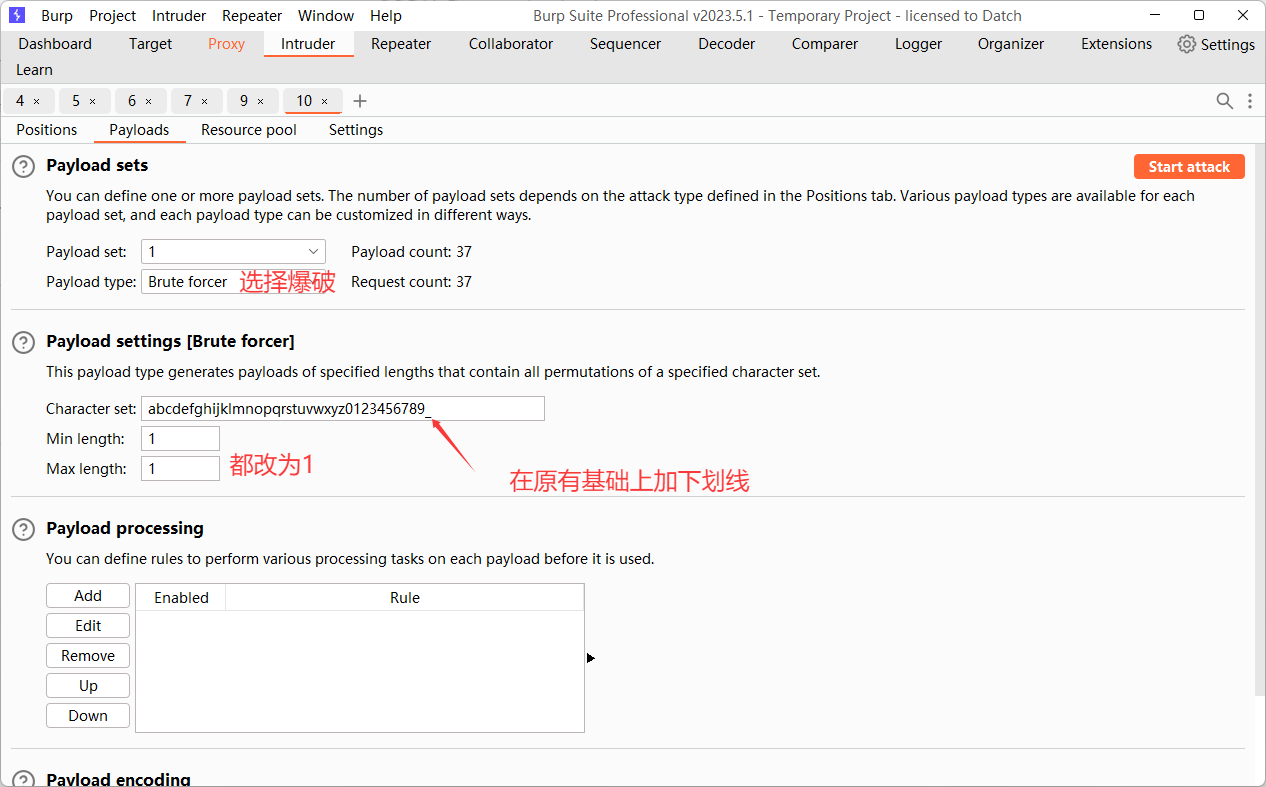 Burp Project Intruder Repeater Window Help Burp Suite Professional v2023.5.1 - Temporary Project - licensed to Datch
Dashboard Target Proxy Intruder Repeater Collaborator Sequencer Decoder Comparer Logger Organizer Extensions Settings
Learn
4 × 5 × 6 × 7 × 9 × 10 × +
Positions Payloads Resource pool Settings
? Payload sets Start attack
You can define one or more payload sets. The number of payload sets depends on the attack type defined in the Positions tab. Various payload types are available for each
payload set, and each payload type can be customized in different ways.
Payload set: 1 Payload count: 37
Payload type: Brute forcer 选择爆破 Request count: 37
? Payload settings [Brute forcer]
This payload type generates payloads of specified lengths that contain all permutations of a specified character set.
Character set: abcdefghijklmnopqrstuvwxyz0123456789_
Min length: 1
Max length: 1 都改为1
在原有基础上加下划线
? Payload processing
You can define rules to perform various processing tasks on each payload before it is used.
Add Enabled Rule
Edit
Remove
Up
Down
? Payload encoding